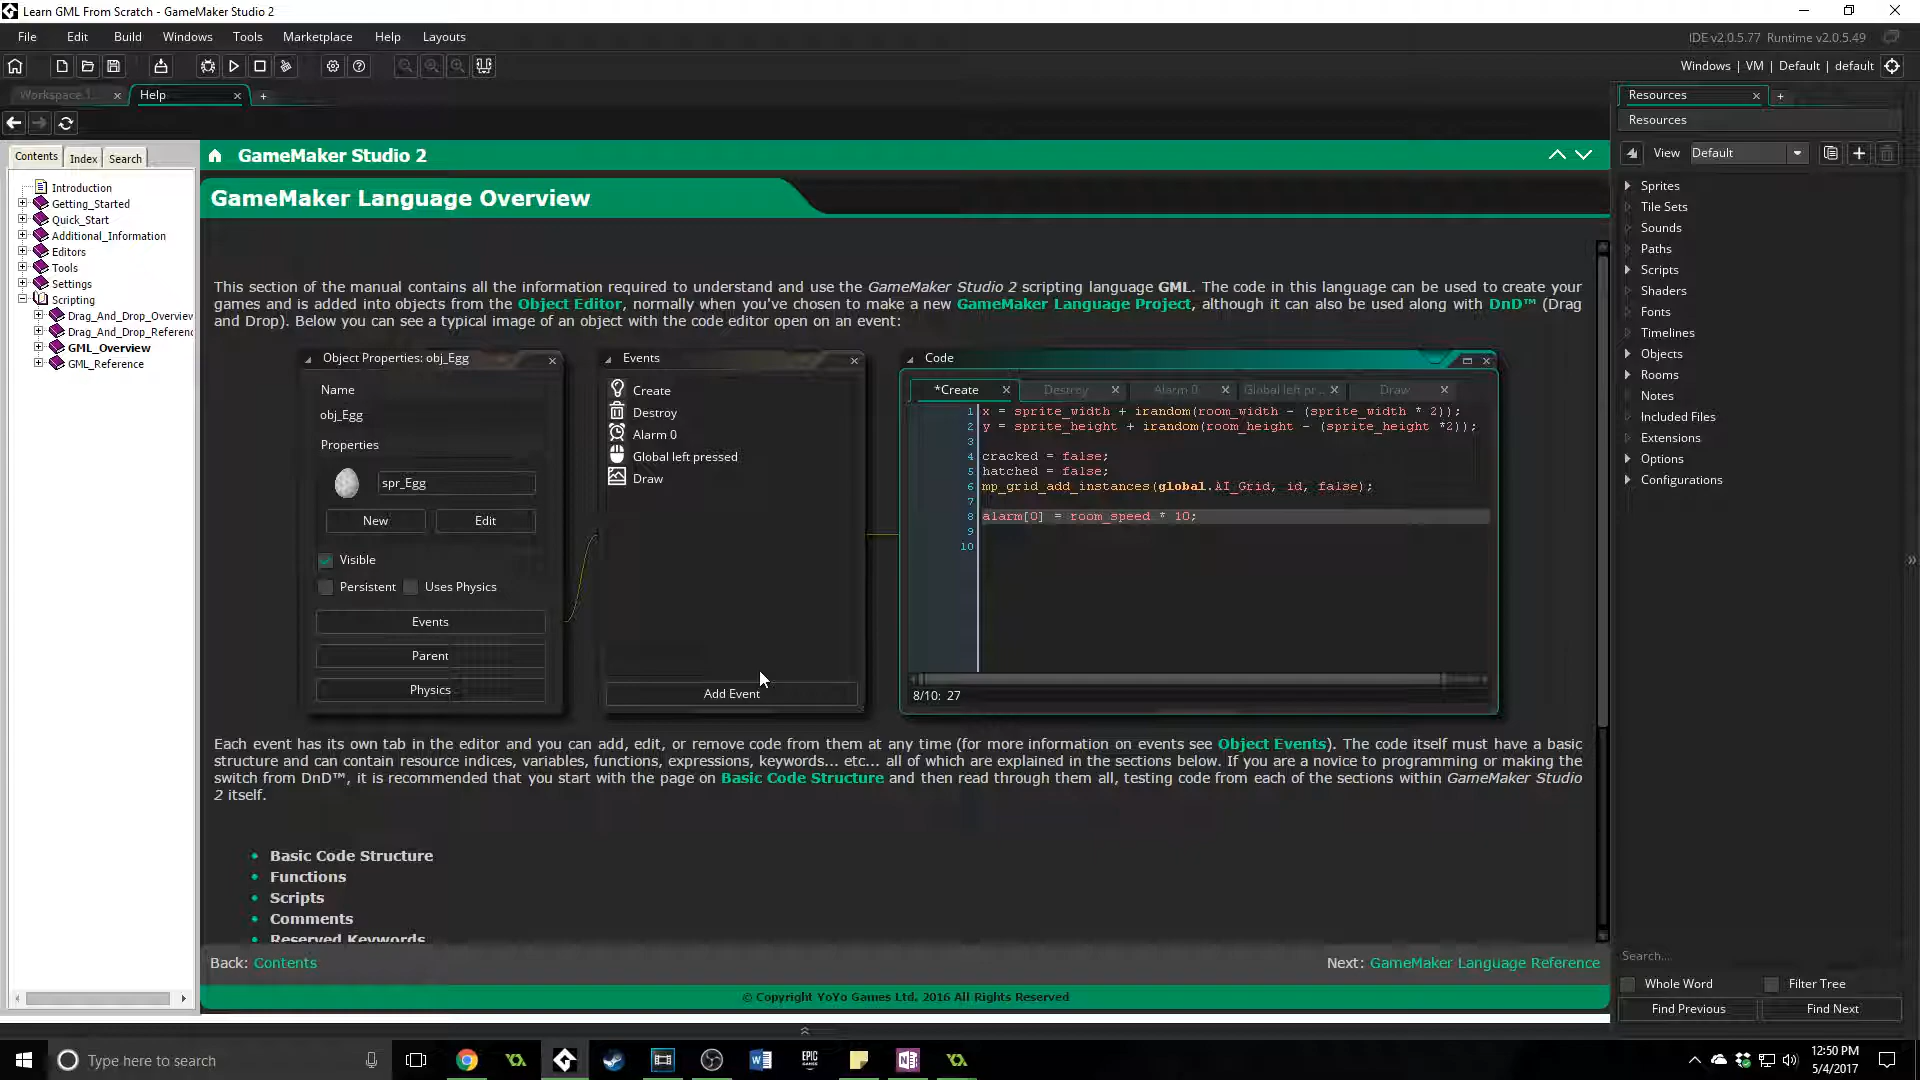 Learn GML From Scratch - GameMaker Studio 2
File Edit Build Windows Tools Marketplace Help Layouts
IDE v2.0.5.77 Runtime v2.0.5.49
Windows | VM | Default | default
Workspace 1
Help
Resources
Resources
Contents Index Search
View Default
Introduction
Getting_Started
Quick_Start
Additional_Information
Editors
Tools
Settings
Scripting
Drag_And_Drop_Overview
Drag_And_Drop_Referenc
GML_Overview
GML_Reference
GameMaker Studio 2
GameMaker Language Overview
This section of the manual contains all the information required to understand and use the GameMaker Studio 2 scripting language GML. The code in this language can be used to create your
games and is added into objects from the Object Editor, normally when you've chosen to make a new GameMaker Language Project, although it can also be used along with DnD™ (Drag
and Drop). Below you can see a typical image of an object with the code editor open on an event:
Object Properties: obj_Egg
Name
obj_Egg
Properties
spr_Egg
New Edit
Visible
Persistent Uses Physics
Events
Parent
Physics
Events
Create
Destroy
Alarm 0
Global left pressed
Draw
Add Event
Code
*Create Destroy Alarm 0 Global left pr... Draw
1 x = sprite_width + irandom(room_width - (sprite_width * 2));
2 y = sprite_height + irandom(room_height - (sprite_height *2));
3
4 cracked = false;
5 hatched = false;
6 mp_grid_add_instances(global.AI_Grid, id, false);
7
8 alarm[0] = room_speed * 10;
9
10
8/10: 27
Each event has its own tab in the editor and you can add, edit, or remove code from them at any time (for more information on events see Object Events). The code itself must have a basic
structure and can contain resource indices, variables, functions, expressions, keywords... etc... all of which are explained in the sections below. If you are a novice to programming or making the
switch from DnD™, it is recommended that you start with the page on Basic Code Structure and then read through them all, testing code from each of the sections within GameMaker Studio
2 itself.
Basic Code Structure
Functions
Scripts
Comments
Reserved Keywords
Back: Contents
Next: GameMaker Language Reference
© Copyright YoYo Games Ltd. 2016 All Rights Reserved
Sprites
Tile Sets
Sounds
Paths
Scripts
Shaders
Fonts
Timelines
Objects
Rooms
Notes
Included Files
Extensions
Options
Configurations
Search...
Whole Word Filter Tree
Find Previous Find Next
Type here to search
EPIC
GAMES
12:50 PM
5/4/2017